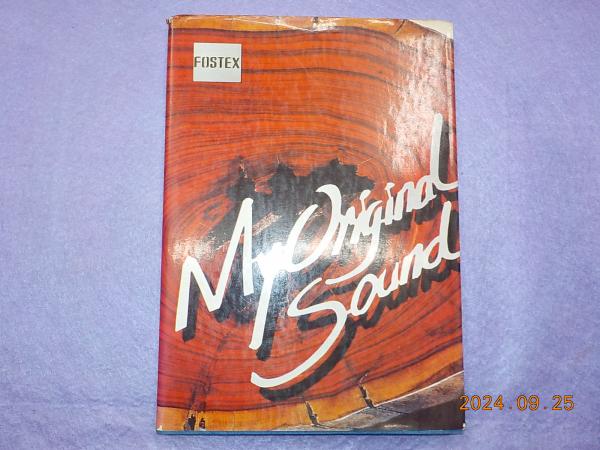 FOSTEX
My Original
Sound
2024.09.25